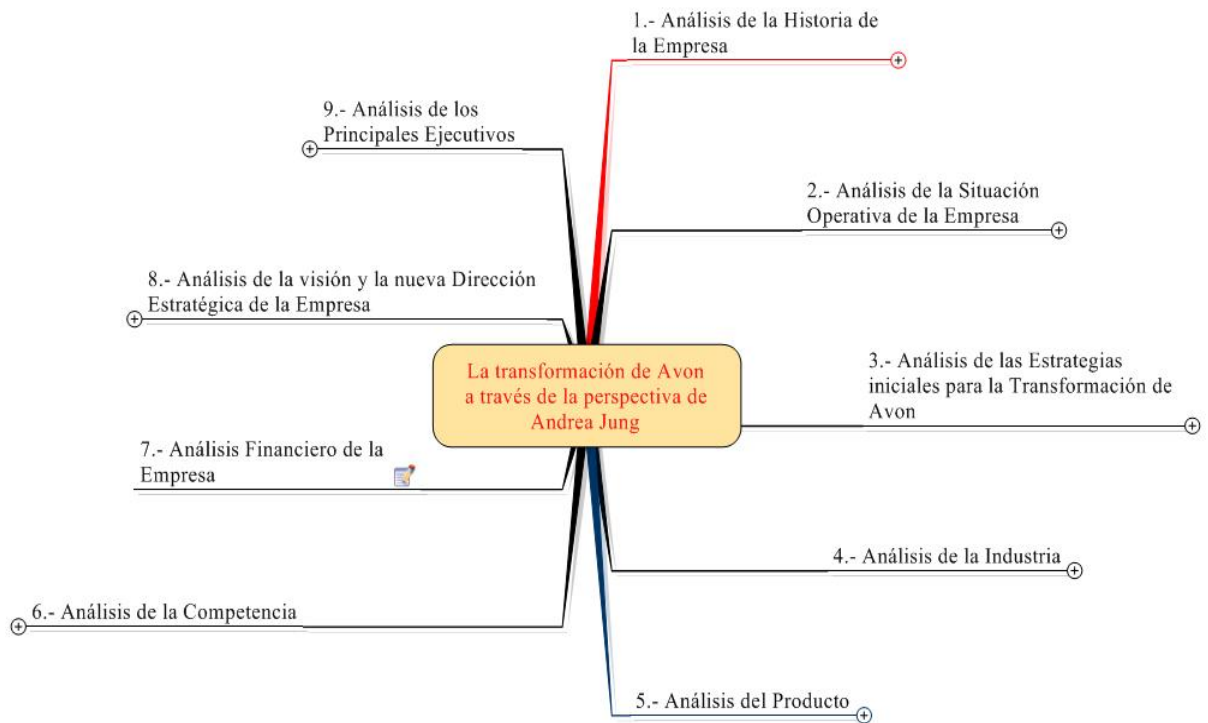 1.- Análisis de la Historia de
la Empresa
9.- Análisis de los
Principales Ejecutivos
2.- Análisis de la Situación
Operativa de la Empresa
8.- Análisis de la visión y la nueva Dirección
Estratégica de la Empresa
La transformación de Avon
a través de la perspectiva de
Andrea Jung
3.- Análisis de las Estrategias
iniciales para la Transformación de
Avon
7.- Análisis Financiero de la
Empresa
4.- Análisis de la Industria
6.- Análisis de la Competencia
5.- Análisis del Producto